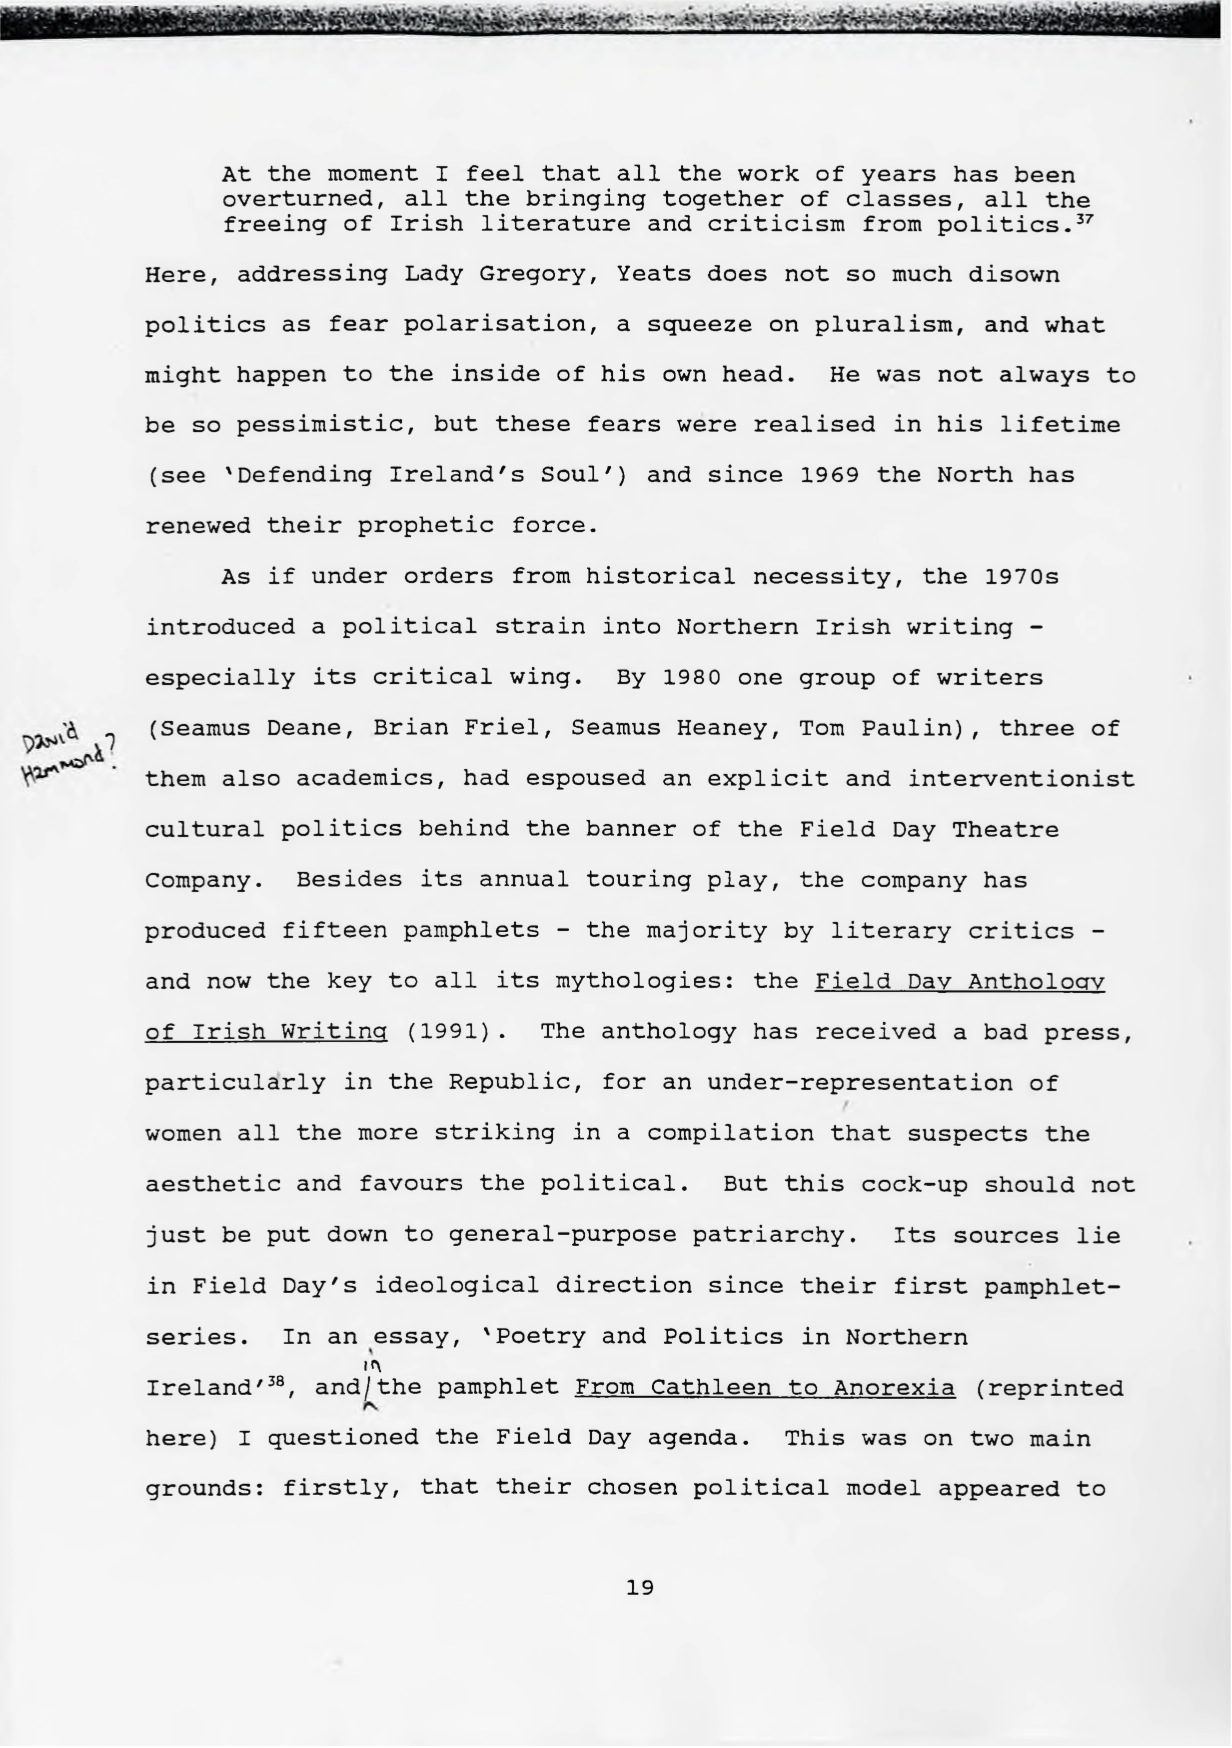 At the moment I feel that all the work of years has been
overturned, all the bringing together of classes, all the
freeing of Irish literature and criticism from politics.³⁷
Here, addressing Lady Gregory, Yeats does not so much disown
politics as fear polarisation, a squeeze on pluralism, and what
might happen to the inside of his own head. He was not always to
be so pessimistic, but these fears were realised in his lifetime
(see 'Defending Ireland's Soul') and since 1969 the North has
renewed their prophetic force.
As if under orders from historical necessity, the 1970s
introduced a political strain into Northern Irish writing -
especially its critical wing. By 1980 one group of writers
David
Hammond?
(Seamus Deane, Brian Friel, Seamus Heaney, Tom Paulin), three of
them also academics, had espoused an explicit and interventionist
cultural politics behind the banner of the Field Day Theatre
Company. Besides its annual touring play, the company has
produced fifteen pamphlets - the majority by literary critics -
and now the key to all its mythologies: the Field Day Anthology
of Irish Writing (1991). The anthology has received a bad press,
particularly in the Republic, for an under-representation of
women all the more striking in a compilation that suspects the
aesthetic and favours the political. But this cock-up should not
just be put down to general-purpose patriarchy. Its sources lie
in Field Day's ideological direction since their first pamphlet-
series. In an essay, 'Poetry and Politics in Northern
in
Ireland'³⁸, and the pamphlet From Cathleen to Anorexia (reprinted
here) I questioned the Field Day agenda. This was on two main
grounds: firstly, that their chosen political model appeared to
19